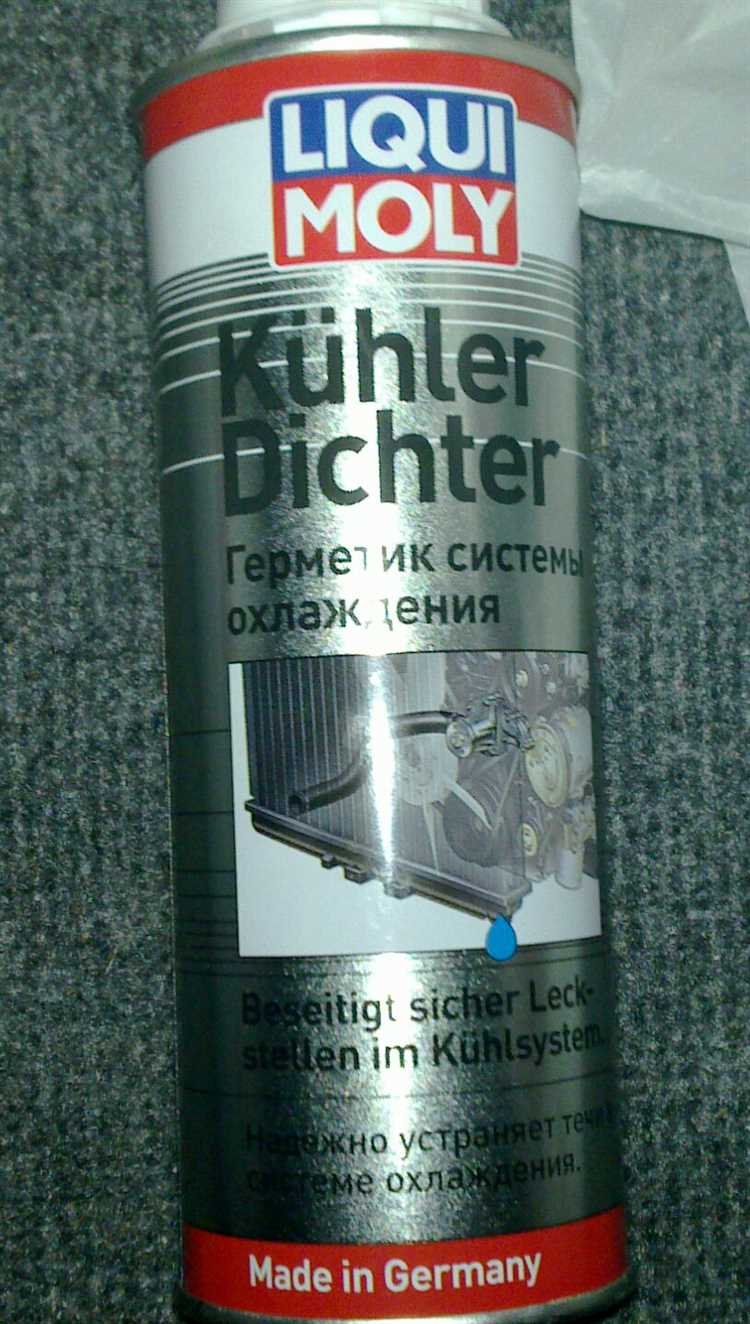 LIQUI
MOLY
Kühler
Dichter
Герметик системы
охлаждения
Beseitigt sicher Leck-
stellen im Kühlsystem.
Надежно устраняет течи в
системе охлаждения.
Made in Germany